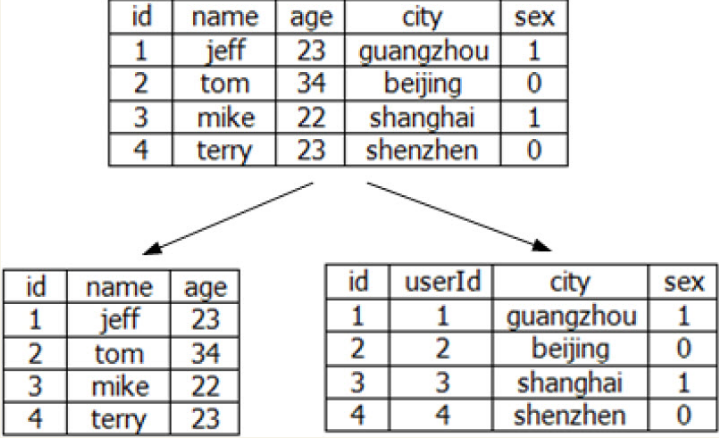 id name age city sex
1 jeff 23 guangzhou 1
2 tom 34 beijing 0
3 mike 22 shanghai 1
4 terry 23 shenzhen 0
id name age
1 jeff 23
2 tom 34
3 mike 22
4 terry 23
id userId city sex
1 1 guangzhou 1
2 2 beijing 0
3 3 shanghai 1
4 4 shenzhen 0